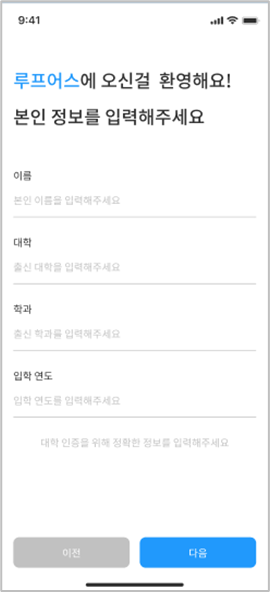 9:41
루프어스에 오신걸 환영해요!
본인 정보를 입력해주세요
이름
본인 이름을 입력해주세요
대학
출신 대학을 입력해주세요
학과
출신 학과를 입력해주세요
입학 연도
입학 연도를 입력해주세요
대학 인증을 위해 정확한 정보를 입력해주세요
이전
다음